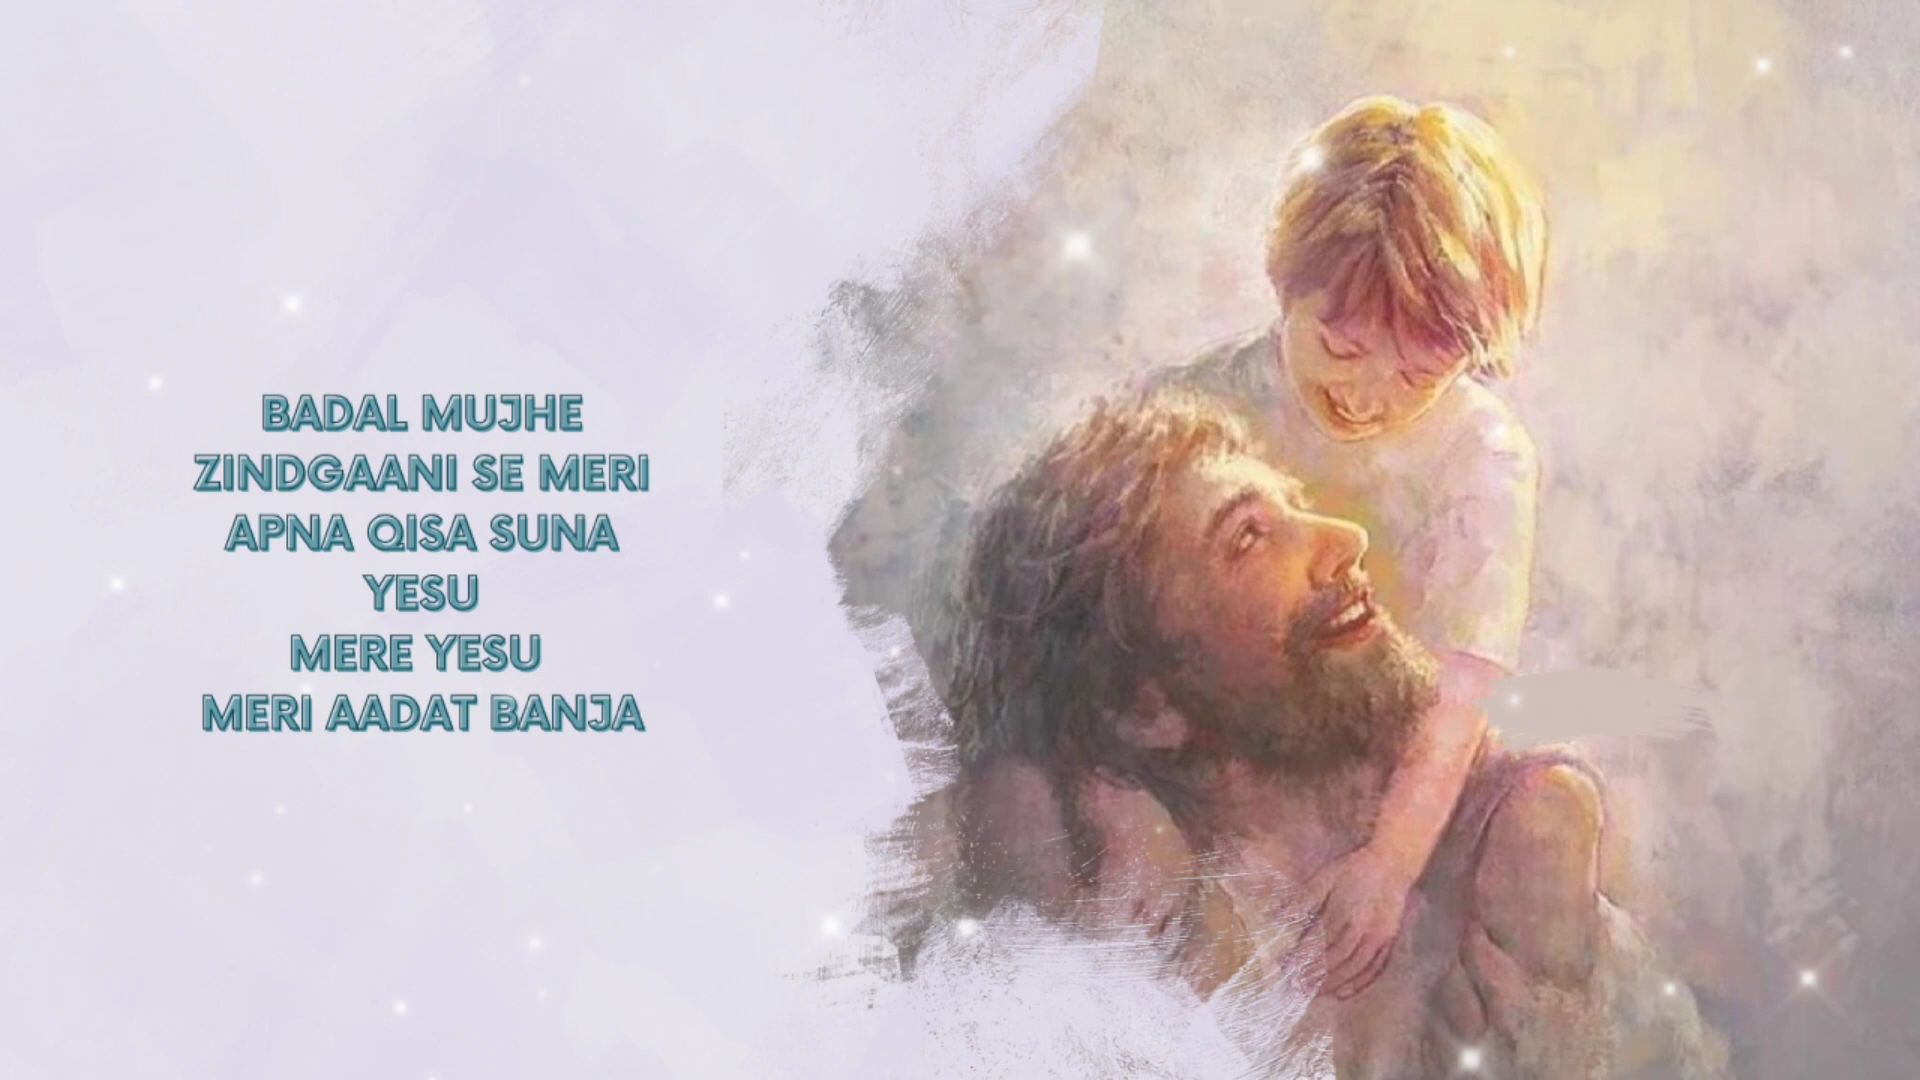 BADAL MUJHE
ZINDGAANI SE MERI
APNA QISA SUNA
YESU
MERE YESU
MERI AADAT BANJA